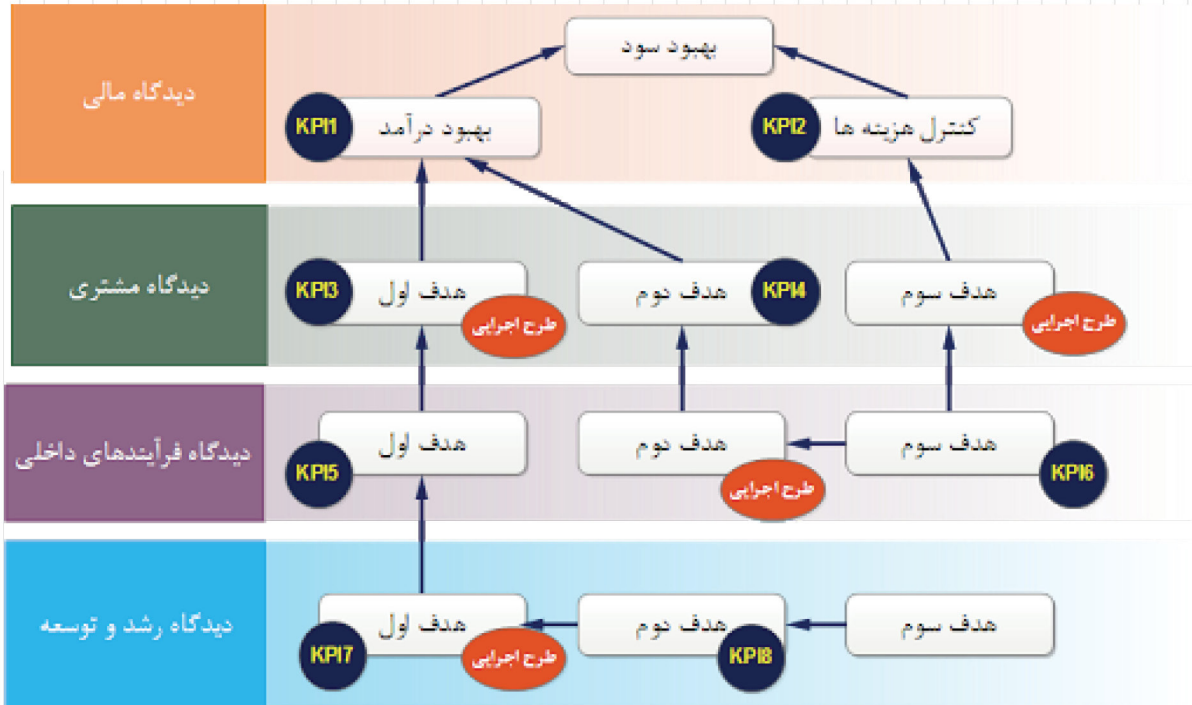 بهبود سود
دیدگاه مالی
کنترل هزینه ها
KPI2
بهبود درآمد
KPI1
دیدگاه مشتری
هدف سوم
طرح اجرایی
KPI4
هدف دوم
هدف اول
KPI3
طرح اجرایی
دیدگاه فرآیندهای داخلی
هدف سوم
KPI6
هدف دوم
طرح اجرایی
هدف اول
KPI5
دیدگاه رشد و توسعه
هدف سوم
هدف دوم
KPI8
هدف اول
KPI7
طرح اجرایی